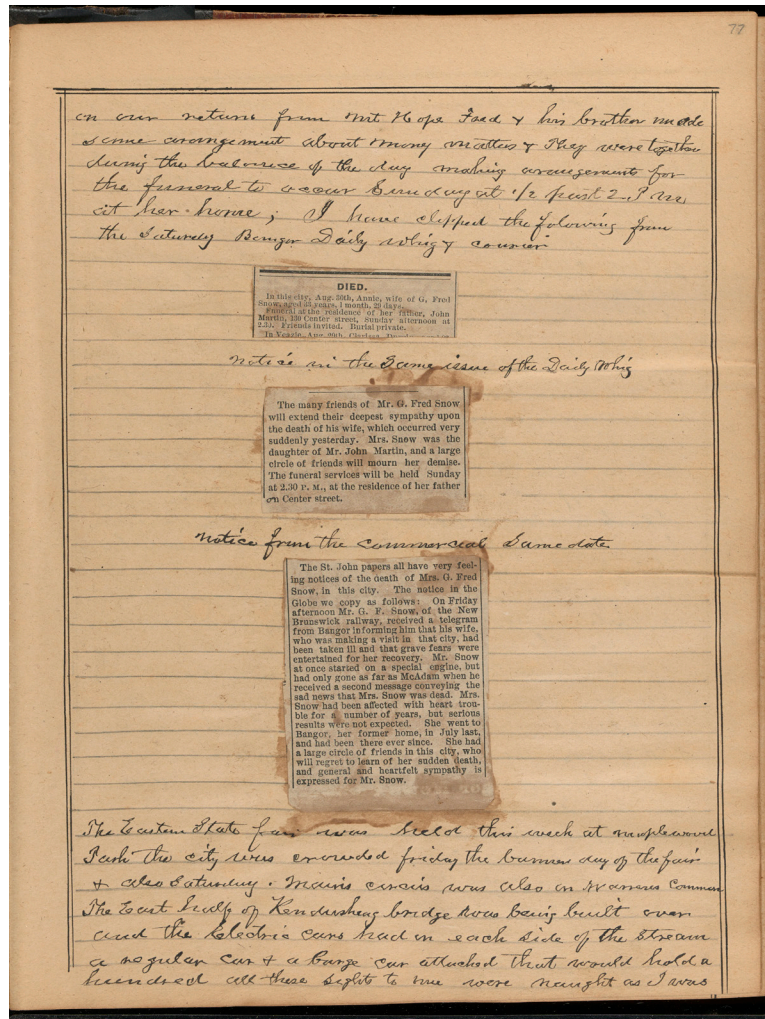 77
on our return from Mt Hope Fred & his brother made
some arangement about money matters & They were together
during the balance of the day making arangements for
the funeral to occur Sunday at 1/2 past 2. P M
at her home; I have clipped the folowing from
the Saturday Bangor Daily Whig & courier
DIED.
In this city, Aug. 30th, Annie, wife of G. Fred
Snow, aged 33 years, 1 month, 29 days.
Funeral at the residence of her father, John
Martin, 130 Center street, Sunday afternoon at
2.30. Friends invited. Burial private.
In Veazie, Aug. 29th,
Notice in the Same issue of the Daily Whig
The many friends of Mr. G. Fred Snow
will extend their deepest sympathy upon
the death of his wife, which occurred very
suddenly yesterday. Mrs. Snow was the
daughter of Mr. John Martin, and a large
circle of friends will mourn her demise.
The funeral services will be held Sunday
at 2.30 P. M., at the residence of her father
on Center street.
Notice from the Commercial Same date
The St. John papers all have very feel-
ing notices of the death of Mrs. G. Fred
Snow, in this city. The notice in the
Globe we copy as follows: On Friday
afternoon Mr. G. F. Snow, of the New
Brunswick railway, received a telegram
from Bangor informing him that his wife,
who was making a visit in that city, had
been taken ill and that grave fears were
entertained for her recovery. Mr. Snow
at once started on a special engine, but
had only gone as far as McAdam when he
received a second message conveying the
sad news that Mrs. Snow was dead. Mrs.
Snow had been affected with heart trou-
ble for a number of years, but serious
results were not expected. She went to
Bangor, her former home, in July last,
and had been there ever since. She had
a large circle of friends in this city, who
will regret to learn of her sudden death,
and general and heartfelt sympathy is
expressed for Mr. Snow.
The Eastern State fair was held this week at maplewood
Park the city was crowded friday the banner day of the fair
& also Saturday. Mains circus was also on Warrens Common
The East half of Kenduskeag bridge was being built over
and the Electric cars had on each side of the stream
a regular car & a barge car attached that would hold a
hundred all these sights to me were naught as I was